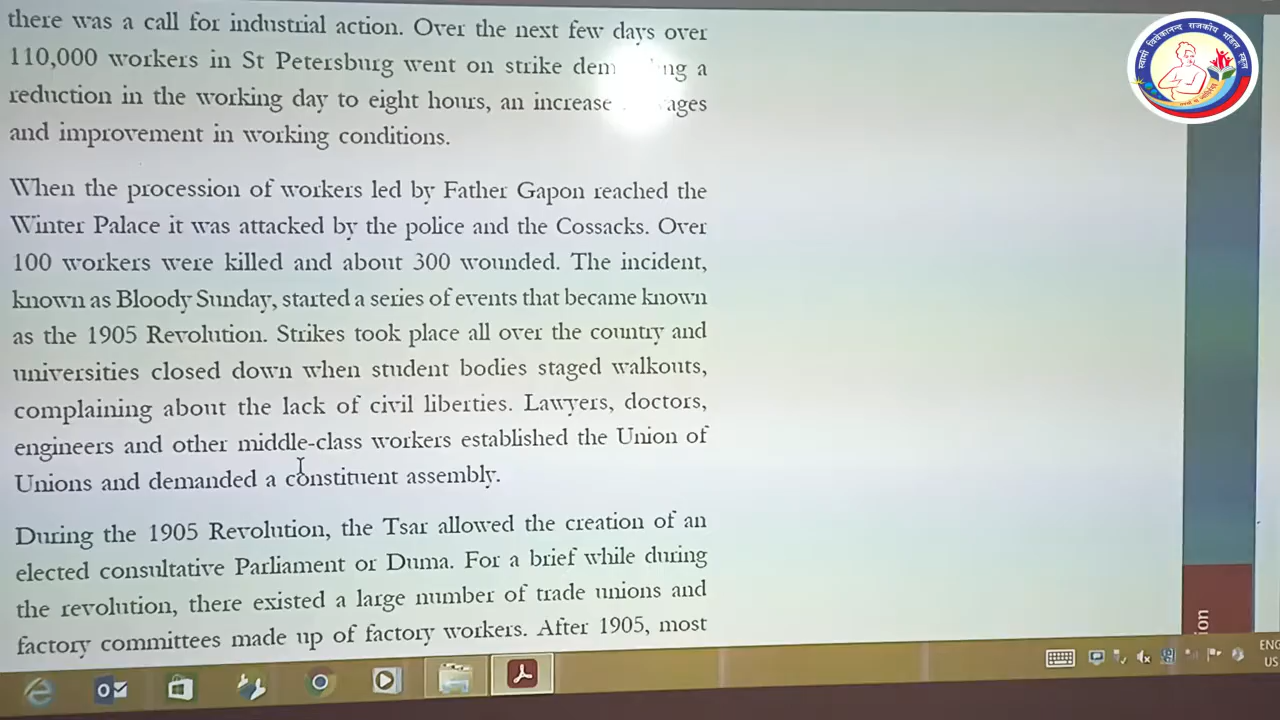 there was a call for industrial action. Over the next few days over
110,000 workers in St Petersburg went on strike dem ng a
reduction in the working day to eight hours, an increase ages
and improvement in working conditions.
When the procession of workers led by Father Gapon reached the
Winter Palace it was attacked by the police and the Cossacks. Over
100 workers were killed and about 300 wounded. The incident,
known as Bloody Sunday, started a series of events that became known
as the 1905 Revolution. Strikes took place all over the country and
universities closed down when student bodies staged walkouts,
complaining about the lack of civil liberties. Lawyers, doctors,
engineers and other middle-class workers established the Union of
Unions and demanded a constituent assembly.
During the 1905 Revolution, the Tsar allowed the creation of an
elected consultative Parliament or Duma. For a brief while during
the revolution, there existed a large number of trade unions and
factory committees made up of factory workers. After 1905, most
स्वामी विवेकानन्द राजकीय मॉडल स्कूल
ion
ENG
US